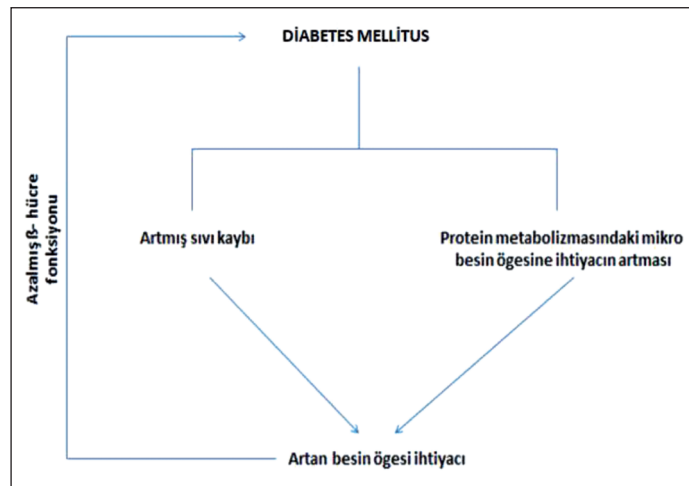 DİABETES MELLİTUS
Azalmış ß- hücre
fonksiyonu
Artmış sıvı kaybı
Protein metabolizmasındaki mikro
besin ögesine ihtiyacın artması
Artan besin ögesi ihtiyacı